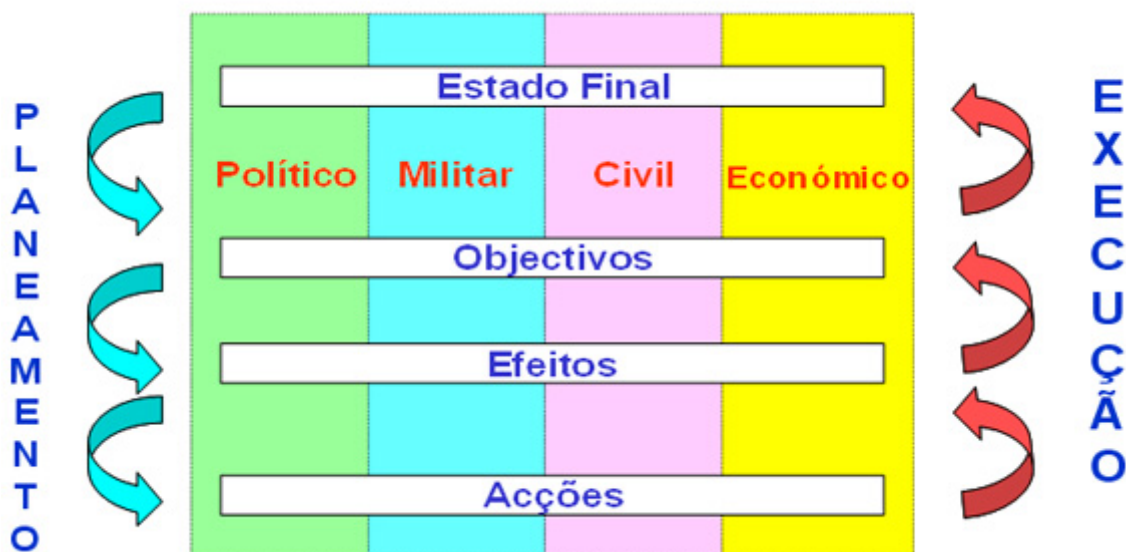 PLANEAMENTO
Estado Final
Político Militar Civil Económico
Objectivos
Efeitos
Acções
EXECUÇÃO